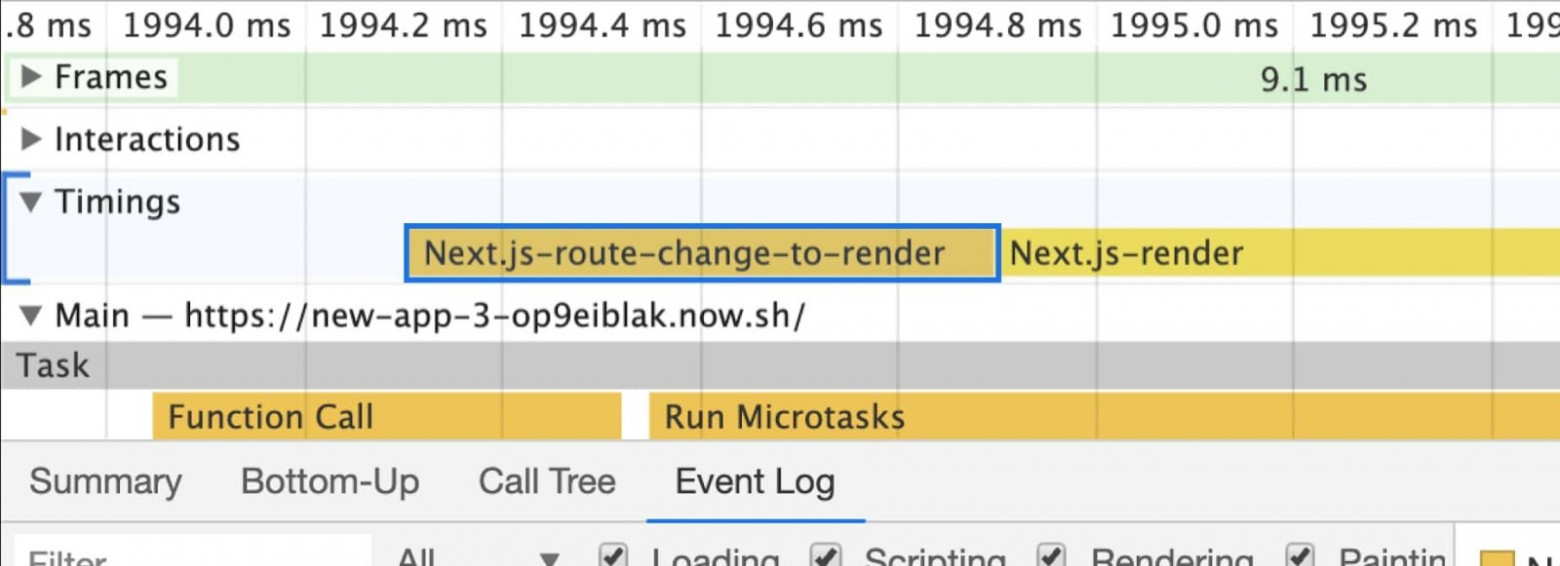 .8 ms 1994.0 ms 1994.2 ms 1994.4 ms 1994.6 ms 1994.8 ms 1995.0 ms 1995.2 ms 199
Frames 9.1 ms
Interactions
Timings
Next.js-route-change-to-render Next.js-render
Main — https://new-app-3-op9eiblak.now.sh/
Task
Function Call Run Microtasks
Summary Bottom-Up Call Tree Event Log
Filter All Loading Scripting Rendering Paintin N